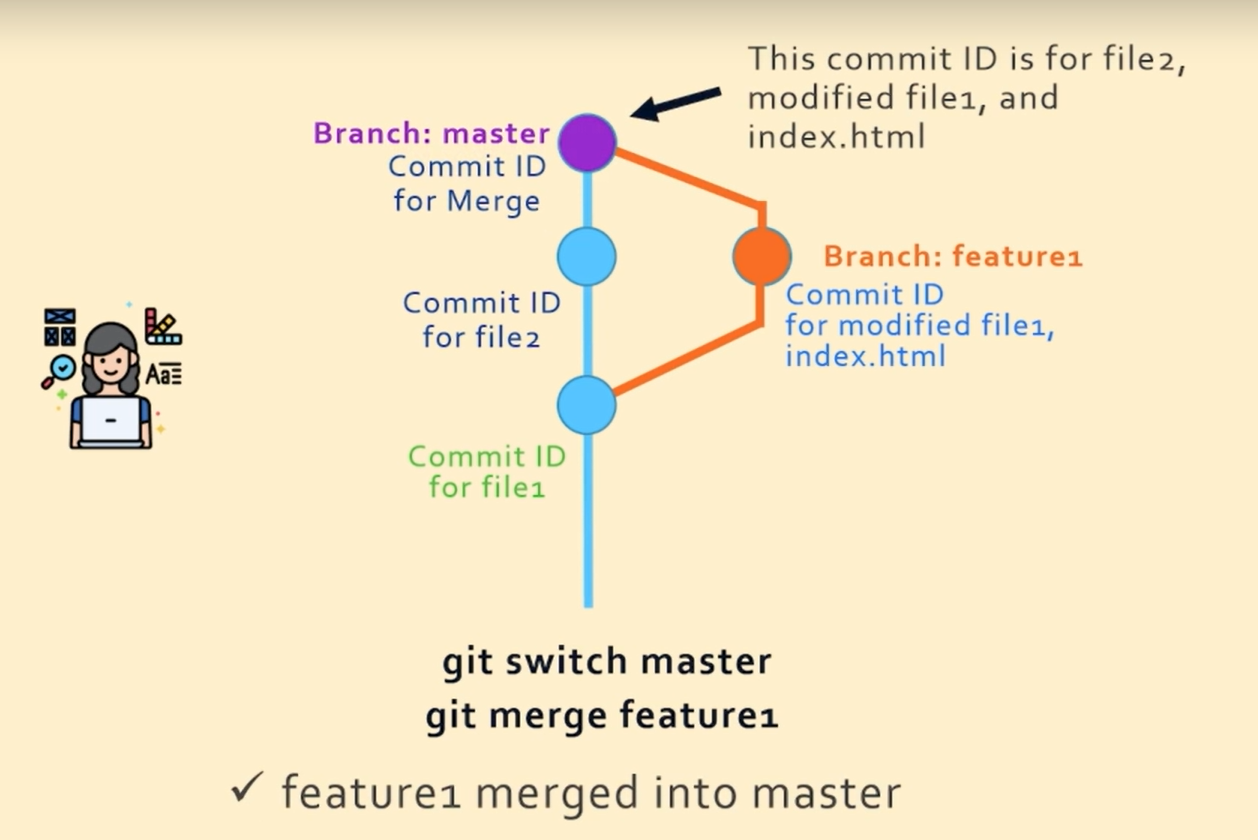 This commit ID is for file2,
modified file1, and
index.html
Branch: master
Commit ID
for Merge
Branch: feature1
Commit ID
for modified file1,
index.html
Commit ID
for file2
Aa
Commit ID
for file1
git switch master
git merge feature1
✓ feature1 merged into master